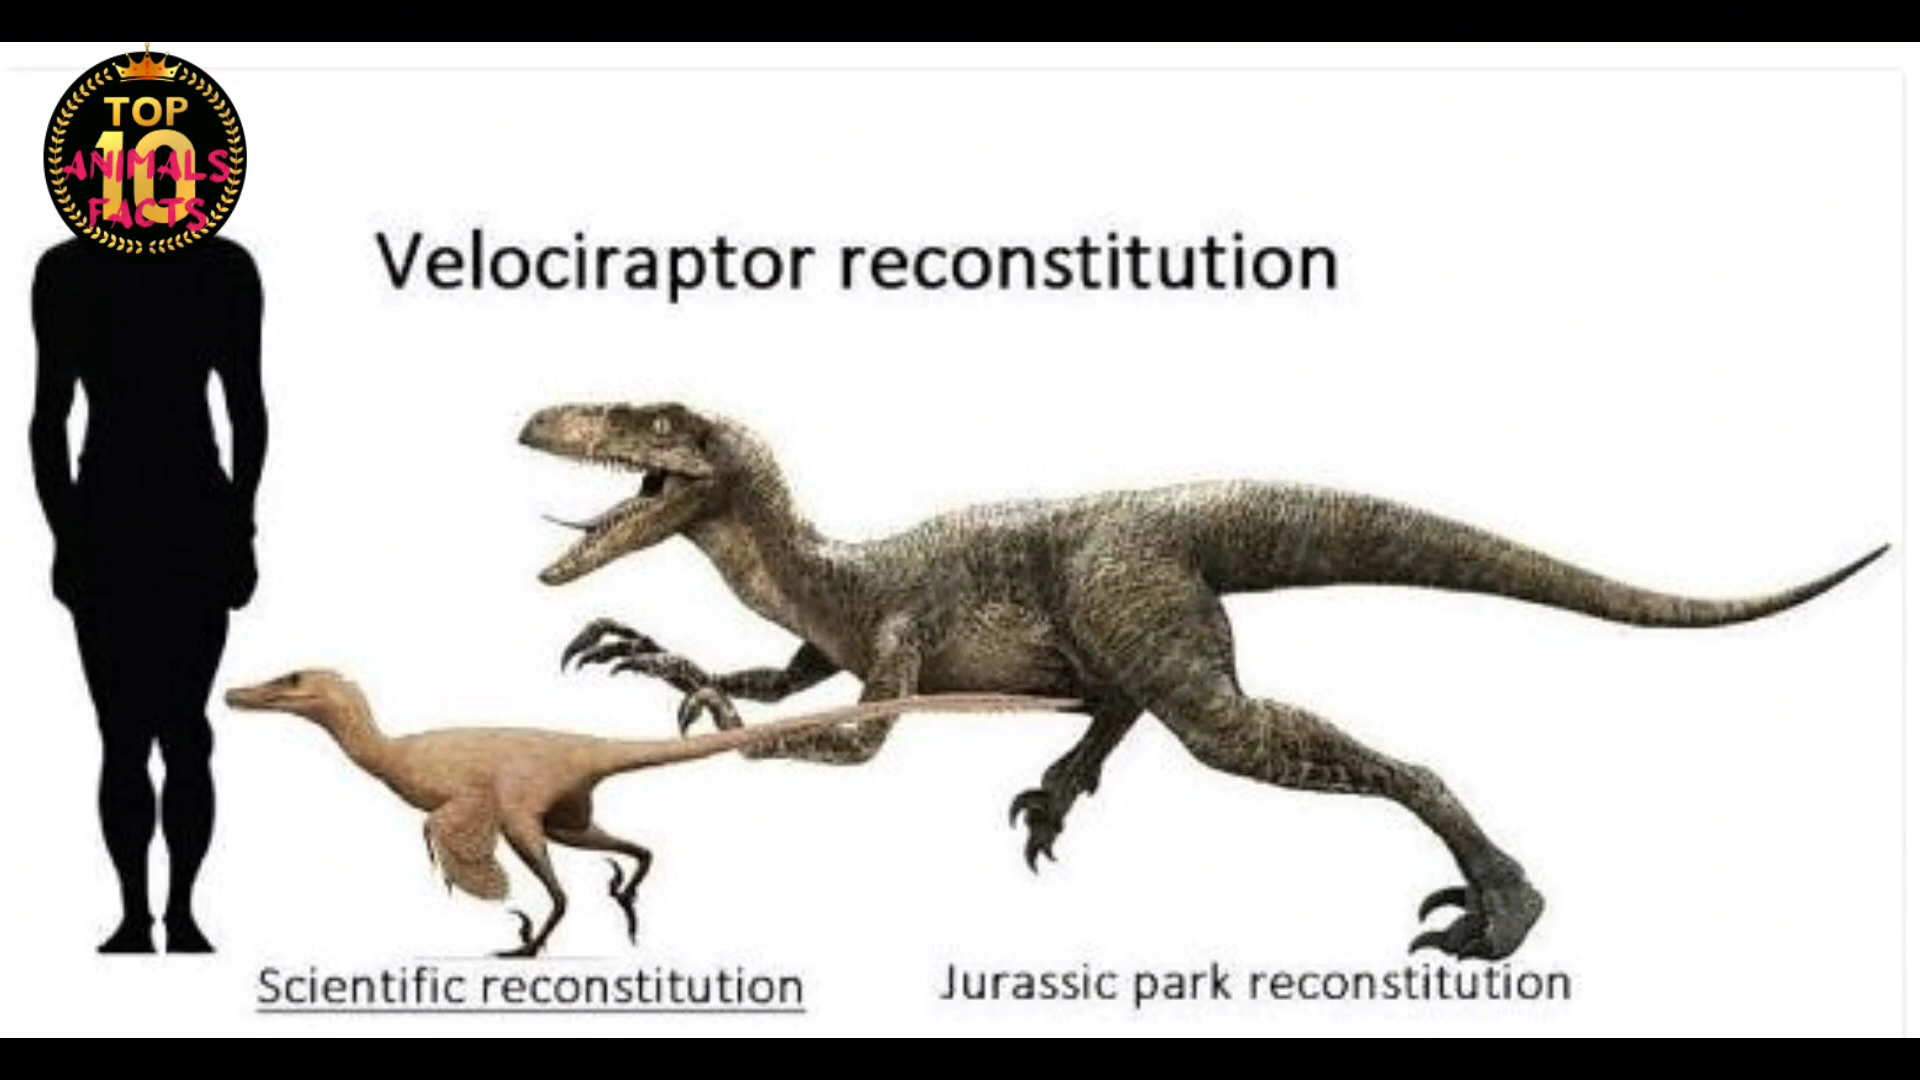 TOP
10
ANIMALS
FACTS
Velociraptor reconstitution
Scientific reconstitution
Jurassic park reconstitution